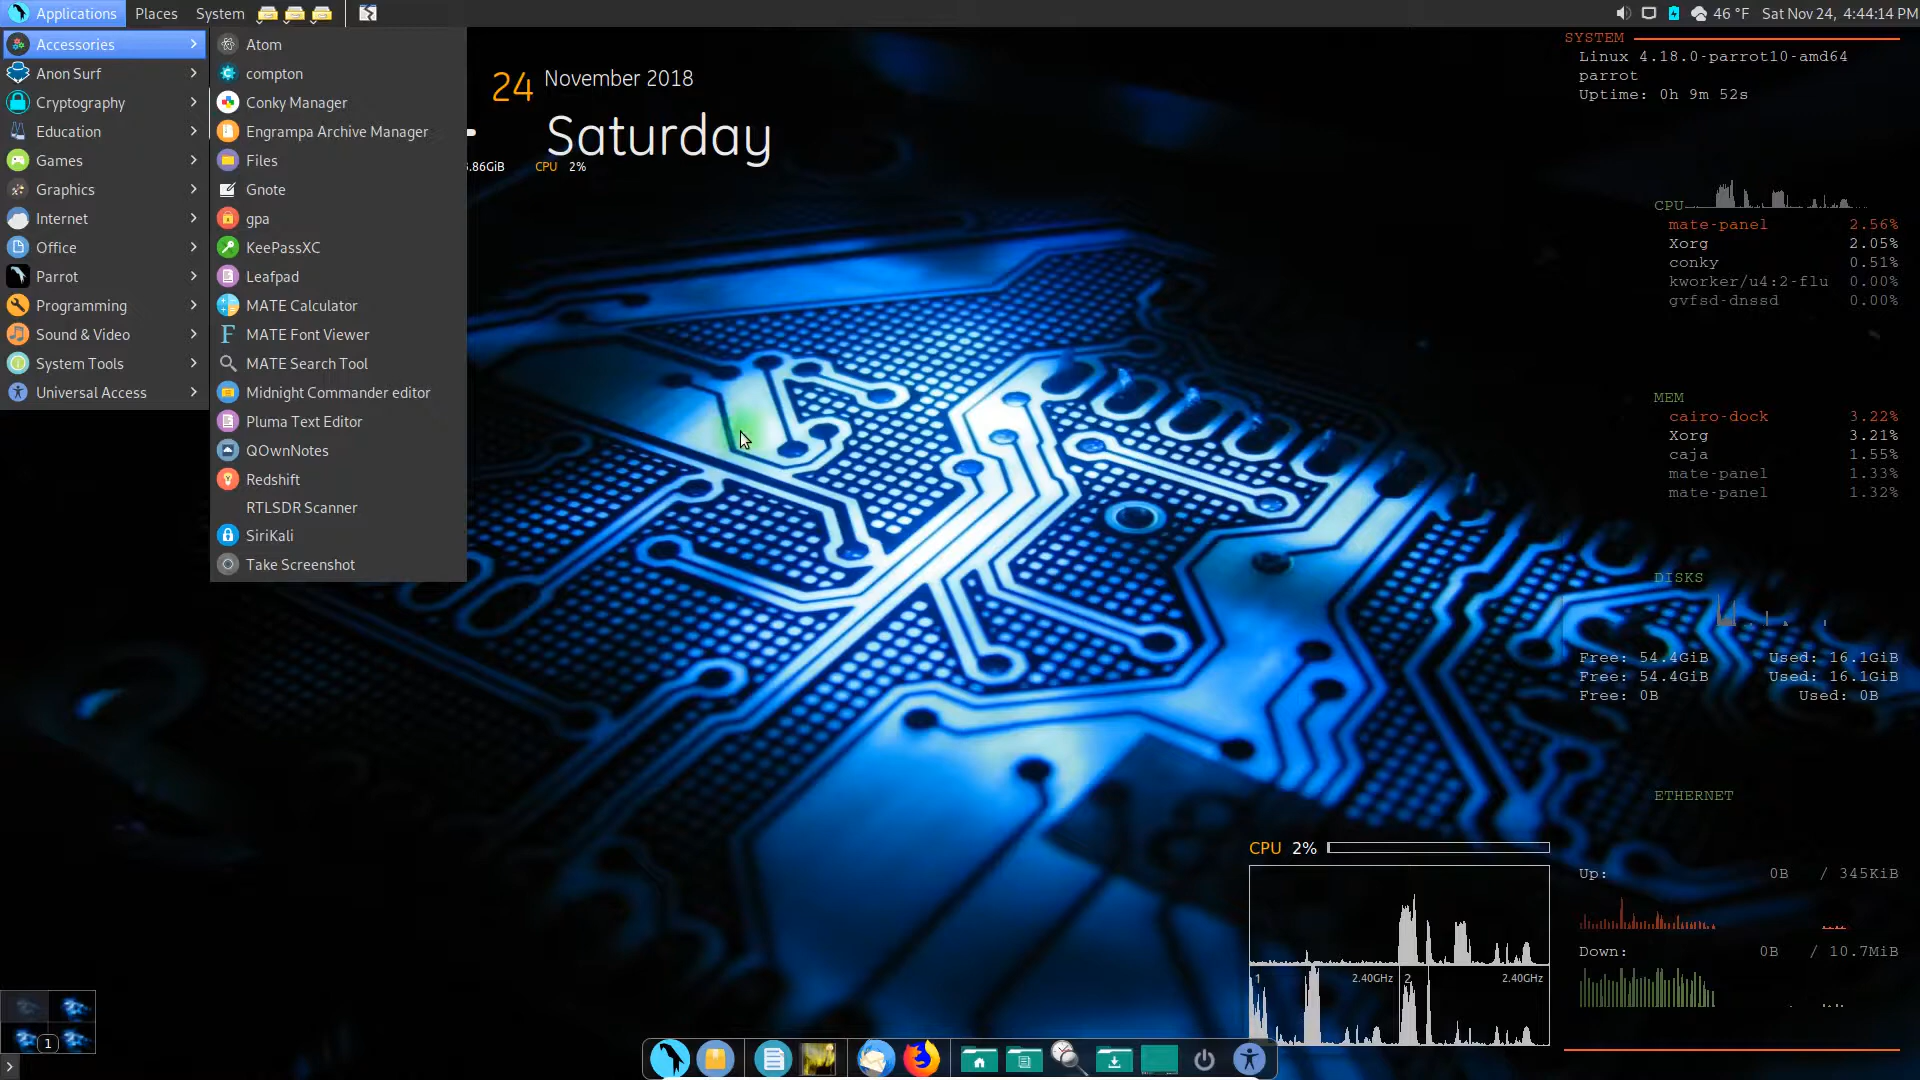 Applications Places System 46 °F Sat Nov 24, 4:44:14 PM
Accessories
Anon Surf
Cryptography
Education
Games
Graphics
Internet
Office
Parrot
Programming
Sound & Video
System Tools
Universal Access
Atom
compton
Conky Manager
Engrampa Archive Manager
Files
Gnote
gpa
KeePassXC
Leafpad
MATE Calculator
MATE Font Viewer
MATE Search Tool
Midnight Commander editor
Pluma Text Editor
QOwnNotes
Redshift
RTLSDR Scanner
SiriKali
Take Screenshot
24 November 2018
Saturday
.86GiB CPU 2%
SYSTEM
Linux 4.18.0-parrot10-amd64
parrot
Uptime: 0h 9m 52s
CPU
mate-panel 2.56%
Xorg 2.05%
conky 0.51%
kworker/u4:2-flu 0.00%
gvfsd-dnssd 0.00%
MEM
cairo-dock 3.22%
Xorg 3.21%
caja 1.55%
mate-panel 1.33%
mate-panel 1.32%
DISKS
Free: 54.4GiB Used: 16.1GiB
Free: 54.4GiB Used: 16.1GiB
Free: 0B Used: 0B
ETHERNET
Up: 0B / 345KiB
Down: 0B / 10.7MiB
CPU 2%
1 2.40GHz 2 2.40GHz
1